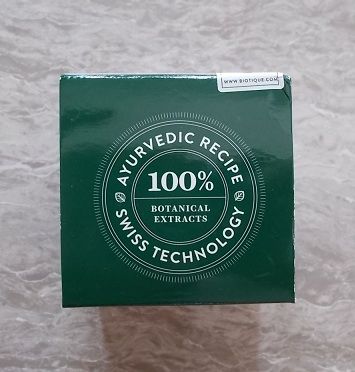 WWW.BIOTIQUE.COM
AYURVEDIC RECIPE
100%
BOTANICAL
EXTRACTS
SWISS TECHNOLOGY